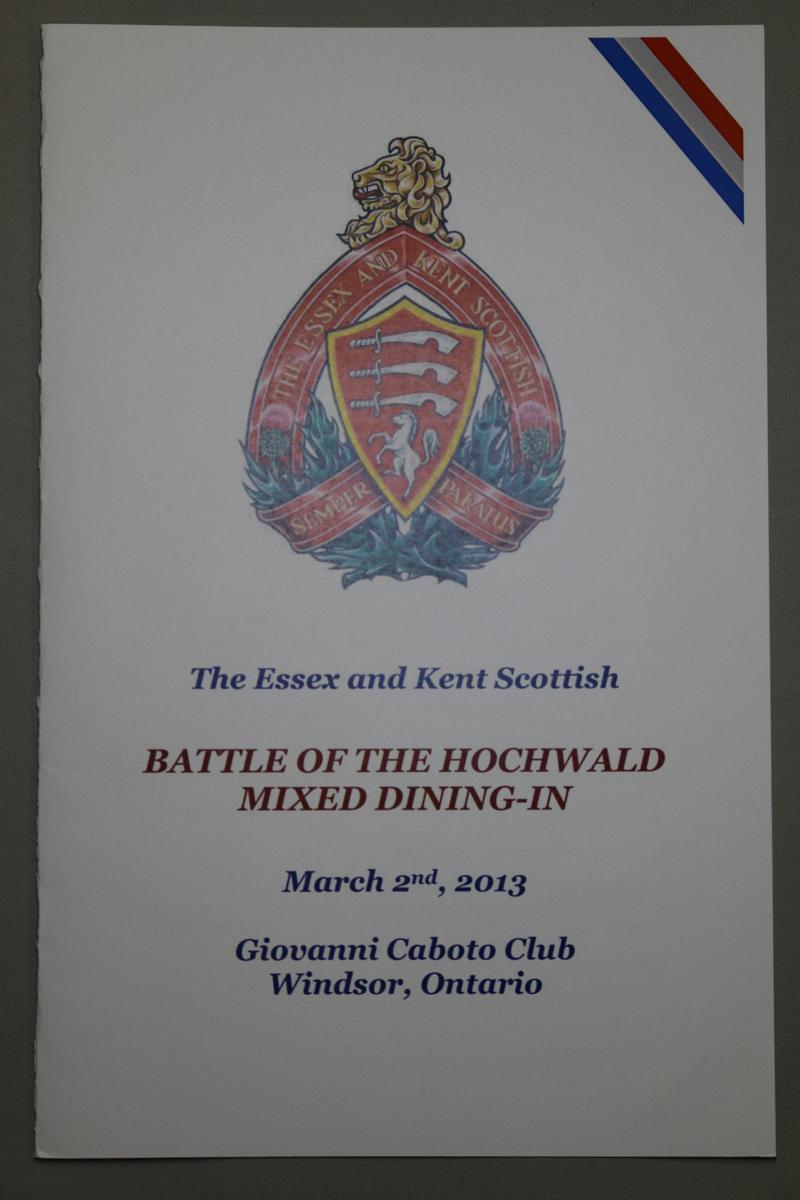 THE ESSEX AND KENT SCOTTISH
SEMPER PARATUS
The Essex and Kent Scottish
BATTLE OF THE HOCHWALD
MIXED DINING-IN
March 2nd, 2013
Giovanni Caboto Club
Windsor, Ontario